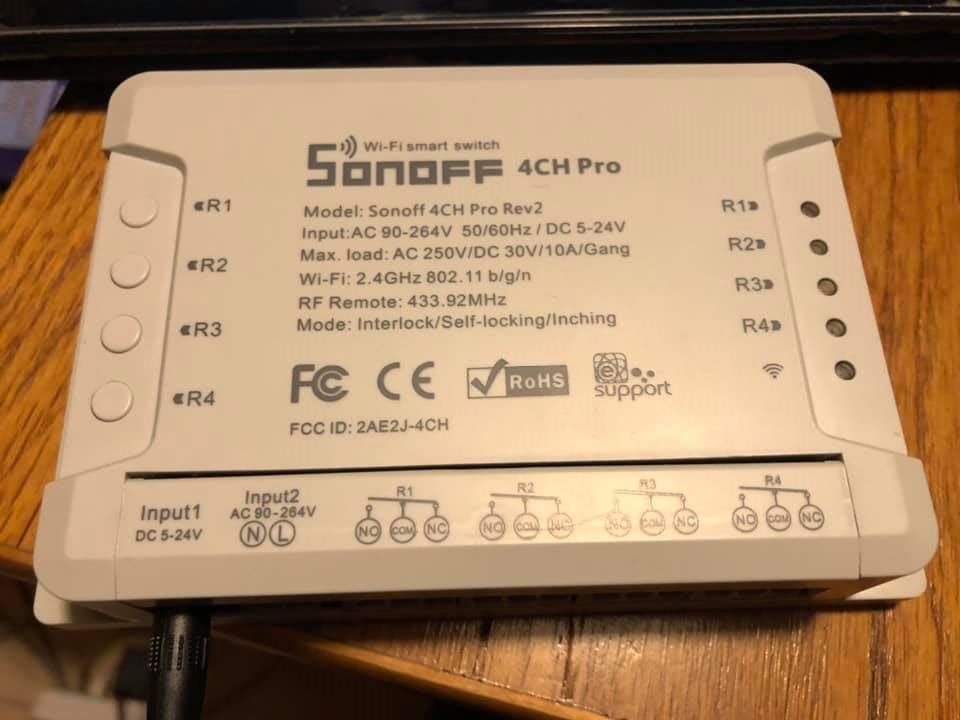 Wi-Fi smart switch
SONOFF 4CH Pro
Model: Sonoff 4CH Pro Rev2
Input:AC 90-264V 50/60Hz / DC 5-24V
Max. load: AC 250V/DC 30V/10A/Gang
Wi-Fi: 2.4GHz 802.11 b/g/n
RF Remote: 433.92MHz
Mode: Interlock/Self-locking/Inching
R1
R2
R3
R4
R1
R2
R3
R4
FC CE RoHS e support
FCC ID: 2AE2J-4CH
Input1
DC 5-24V
Input2
AC 90-264V
N L
R1
NO COM NC
R2
NO COM NC
R3
NO COM NC
R4
NO COM NC